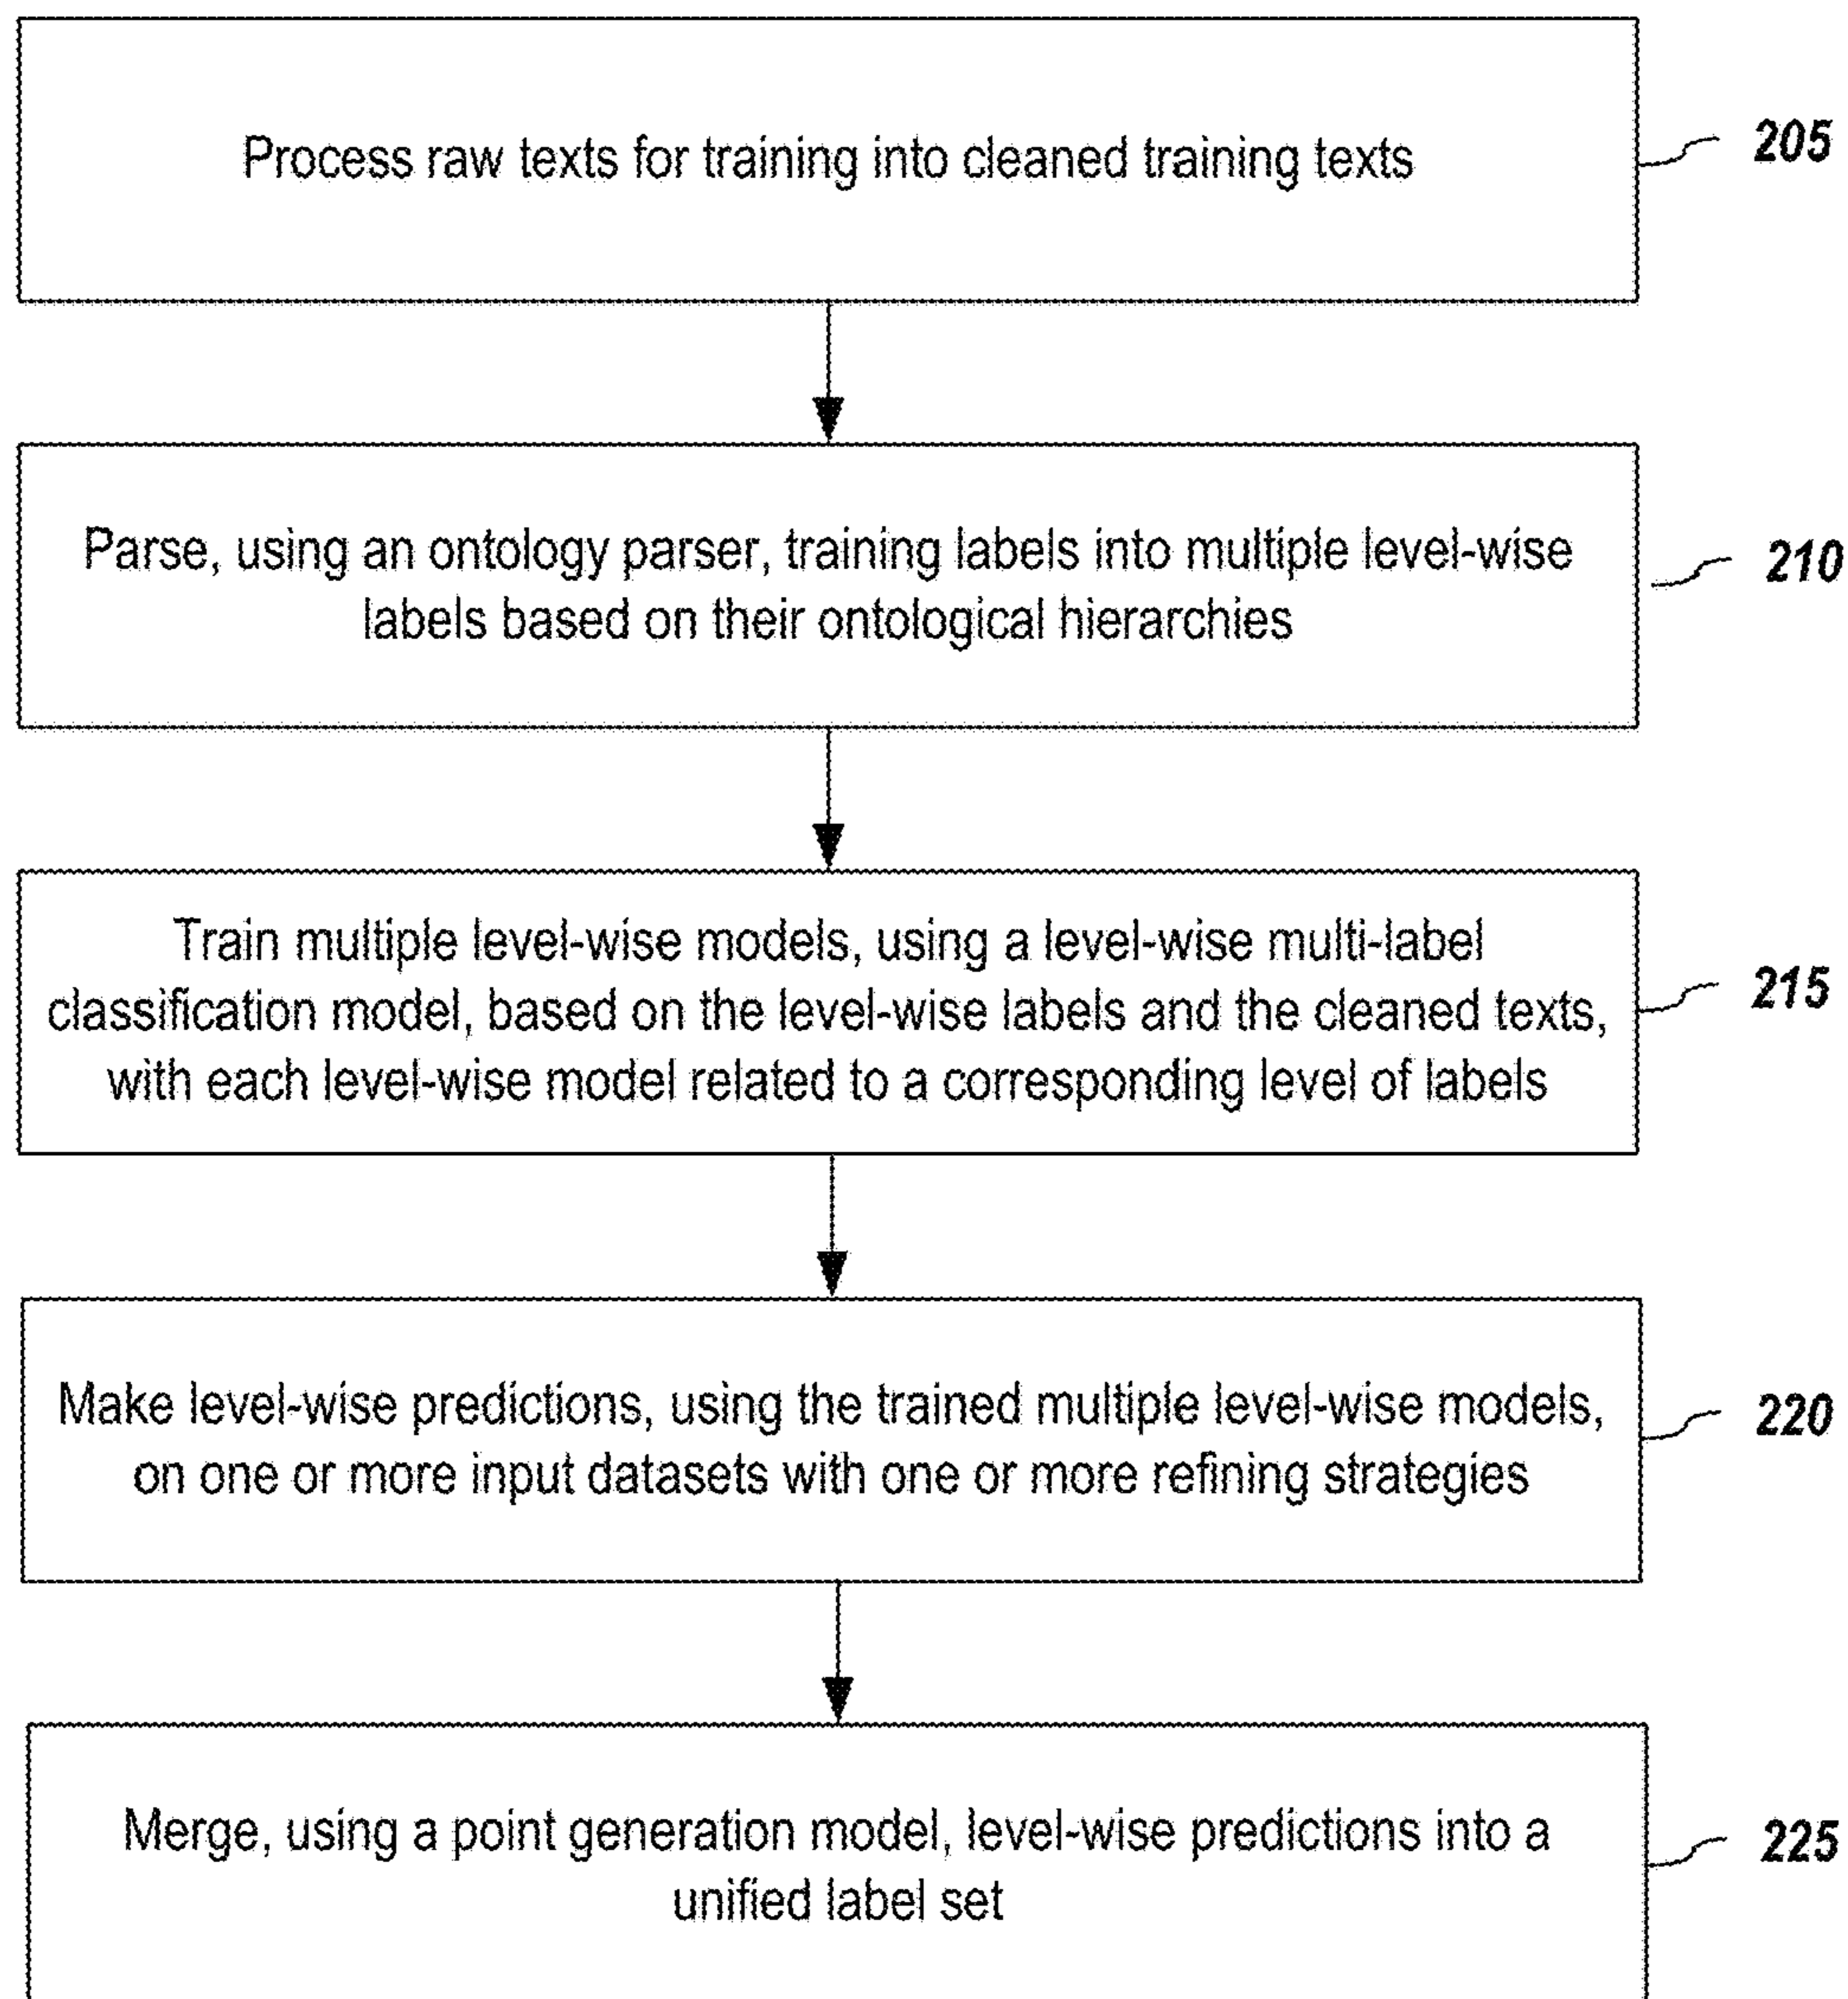 Process raw texts for training into cleaned training texts
205
Parse, using an ontology parser, training labels into multiple level-wise
labels based on their ontological hierarchies
210
Train multiple level-wise models, using a level-wise multi-label
classification model, based on the level-wise labels and the cleaned texts,
with each level-wise model related to a corresponding level of labels
215
Make level-wise predictions, using the trained multiple level-wise models,
on one or more input datasets with one or more refining strategies
220
Merge, using a point generation model, level-wise predictions into a
unified label set
225